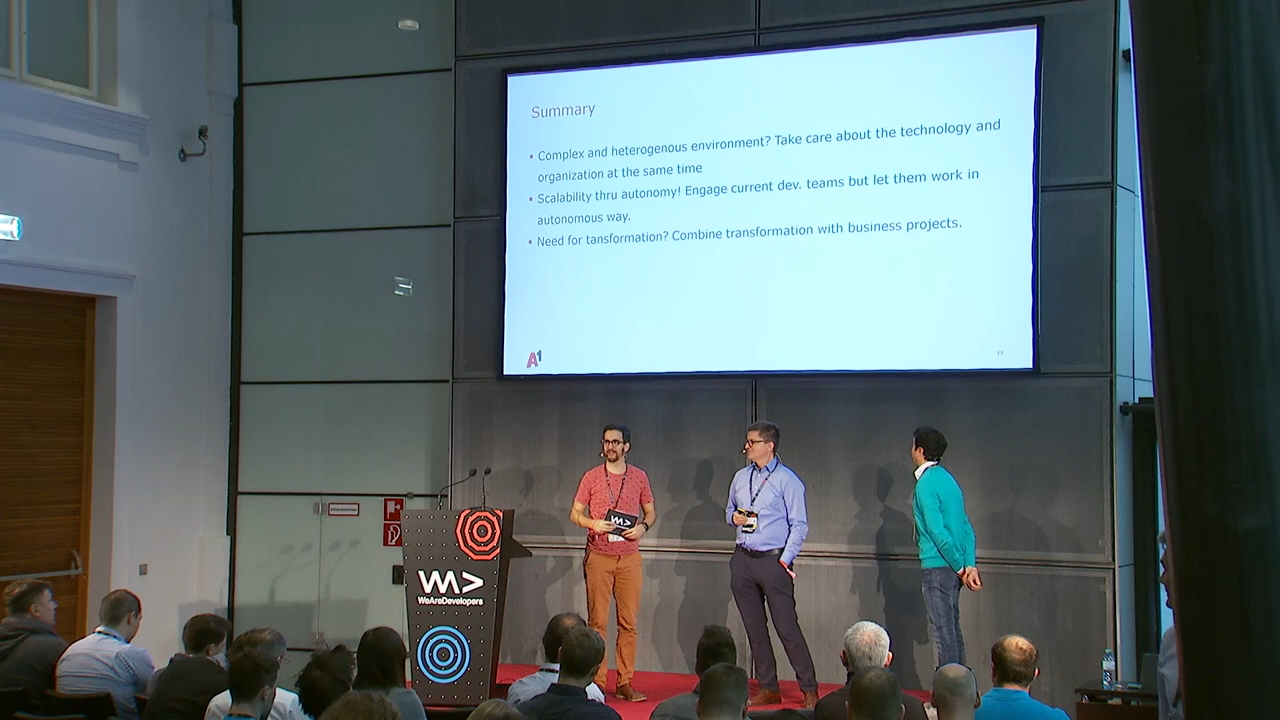 Summary
▪ Complex and heterogenous environment? Take care about the technology and
organization at the same time
▪ Scalability thru autonomy! Engage current dev. teams but let them work in
autonomous way.
▪ Need for tansformation? Combine transformation with business projects.
A1
12
WeAreDevelopers